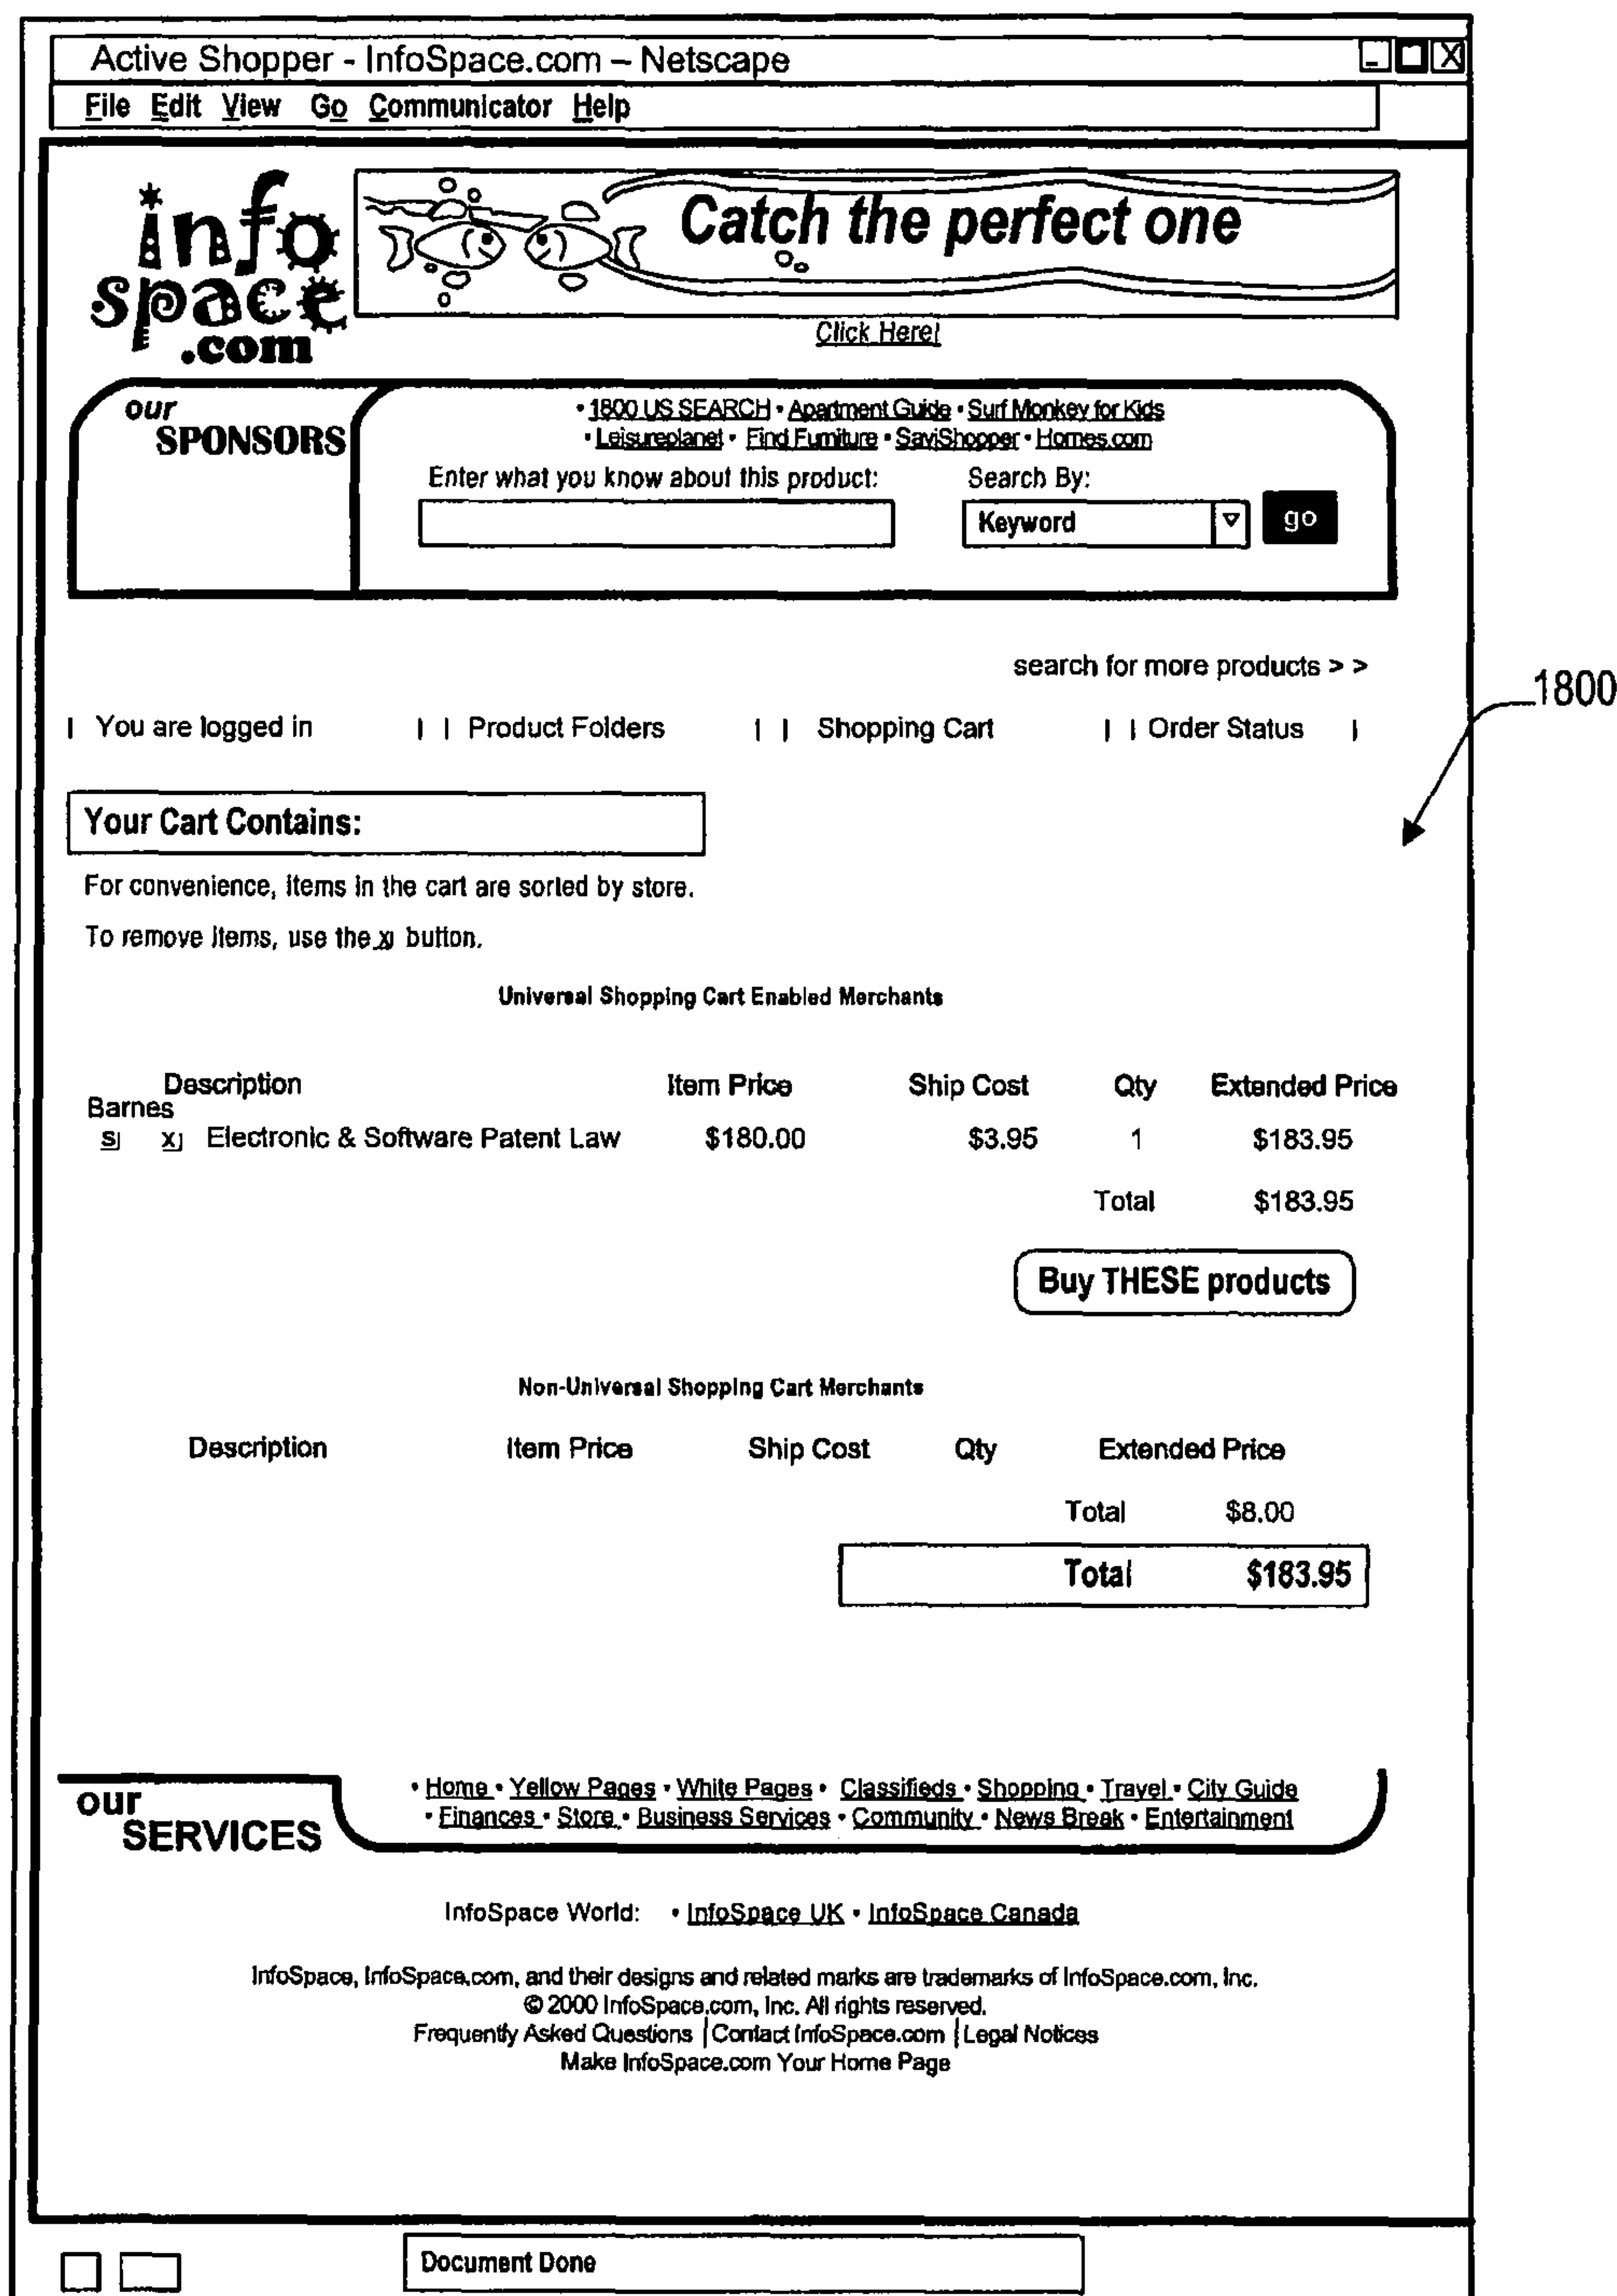 Active Shopper - InfoSpace.com – Netscape
File Edit View Go Communicator Help
info
space
.com
Catch the perfect one
Click Here!
our
SPONSORS
• 1800 US SEARCH • Apartment Guide • Surf Monkey for Kids
• Leisureplanet • Find Furniture • SaviShopper • Homes.com
Enter what you know about this product: Search By:
Keyword go
search for more products > >
1800
| You are logged in | | Product Folders | | Shopping Cart | | Order Status |
Your Cart Contains:
For convenience, items in the cart are sorted by store.
To remove items, use the x button.
Universal Shopping Cart Enabled Merchants
Description Item Price Ship Cost Qty Extended Price
Barnes
S X Electronic & Software Patent Law $180.00 $3.95 1 $183.95
Total $183.95
Buy THESE products
Non-Universal Shopping Cart Merchants
Description Item Price Ship Cost Qty Extended Price
Total $8.00
Total $183.95
our
SERVICES
• Home • Yellow Pages • White Pages • Classifieds • Shopping • Travel • City Guide
• Finances • Store • Business Services • Community • News Break • Entertainment
InfoSpace World: • InfoSpace UK • InfoSpace Canada
InfoSpace, InfoSpace.com, and their designs and related marks are trademarks of InfoSpace.com, Inc.
© 2000 InfoSpace.com, Inc. All rights reserved.
Frequently Asked Questions | Contact InfoSpace.com | Legal Notices
Make InfoSpace.com Your Home Page
Document Done